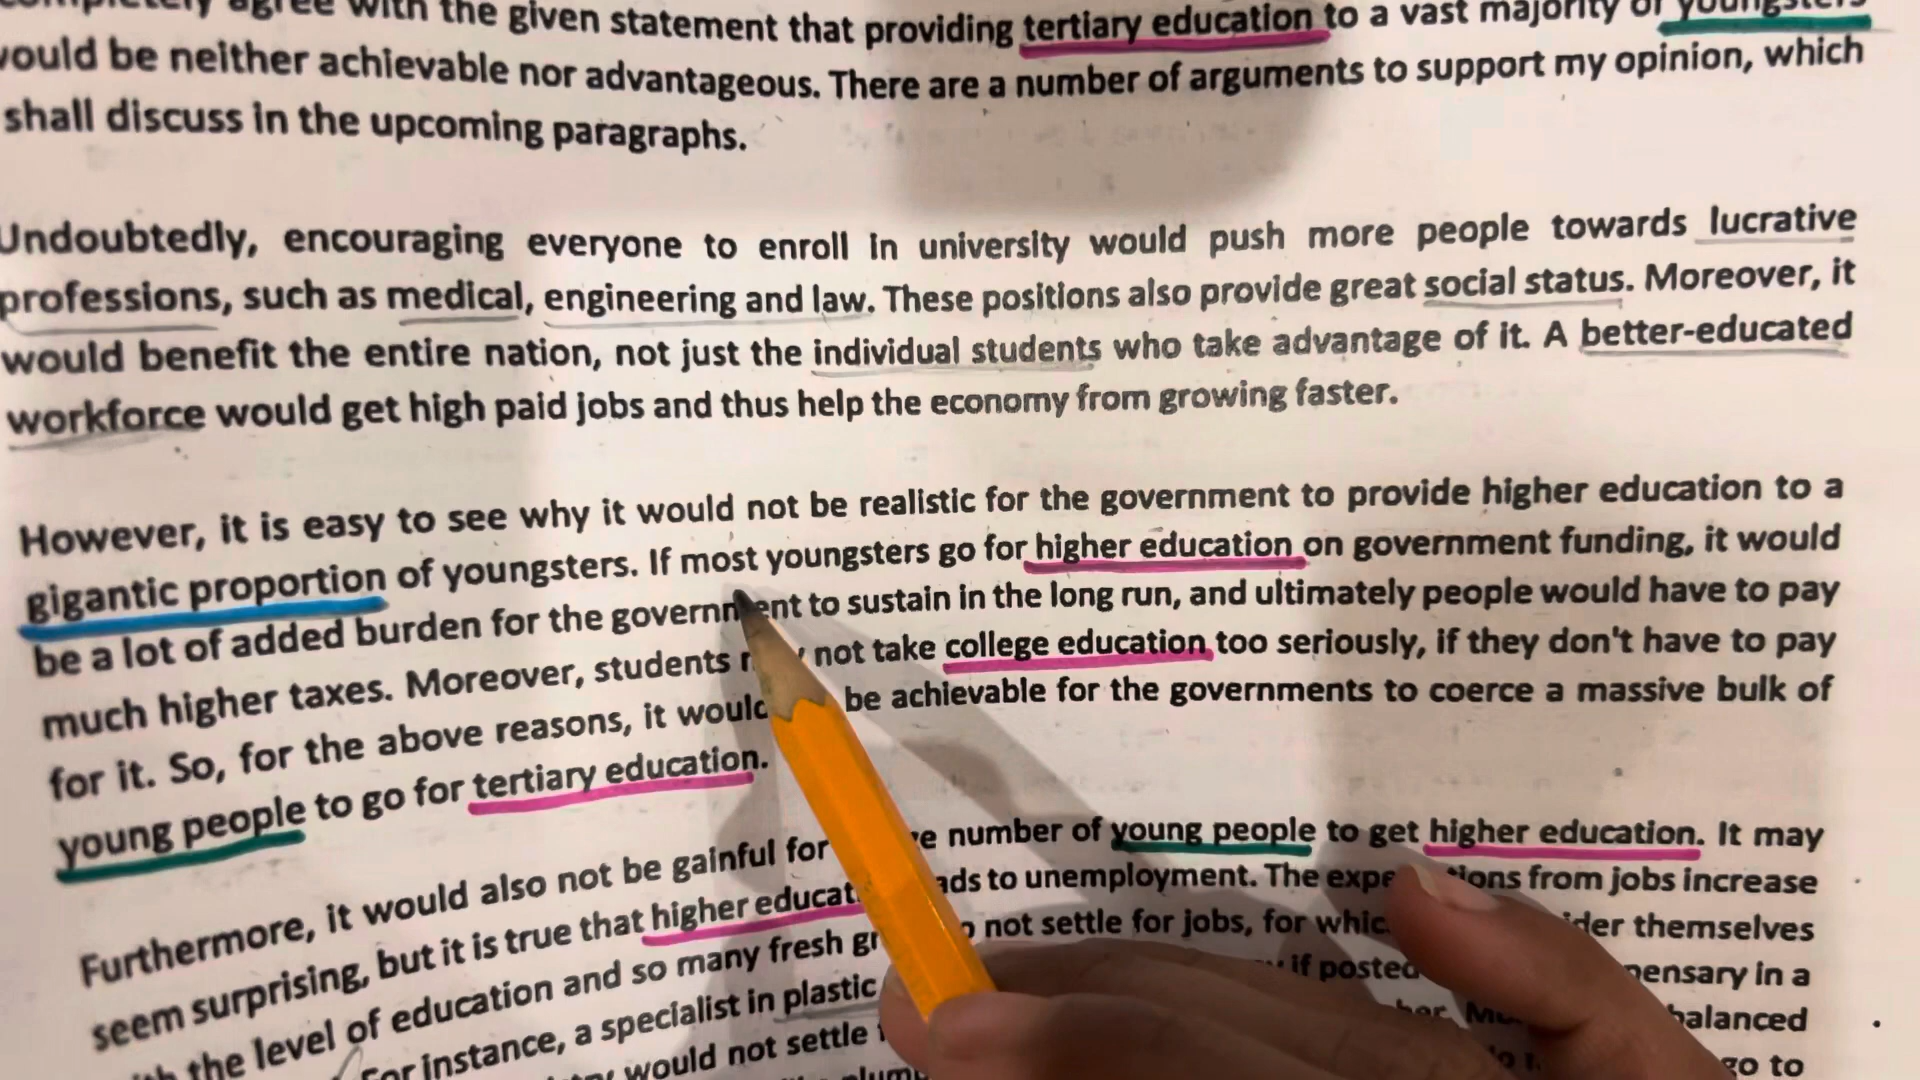 agree with the given statement that providing tertiary education to a vast majority of youngsters
would be neither achievable nor advantageous. There are a number of arguments to support my opinion, which
shall discuss in the upcoming paragraphs.
Undoubtedly, encouraging everyone to enroll in university would push more people towards lucrative
professions, such as medical, engineering and law. These positions also provide great social status. Moreover, it
would benefit the entire nation, not just the individual students who take advantage of it. A better-educated
workforce would get high paid jobs and thus help the economy from growing faster.
However, it is easy to see why it would not be realistic for the government to provide higher education to a
gigantic proportion of youngsters. If most youngsters go for higher education on government funding, it would
be a lot of added burden for the government to sustain in the long run, and ultimately people would have to pay
much higher taxes. Moreover, students not take college education too seriously, if they don't have to pay
for it. So, for the above reasons, it would be achievable for the governments to coerce a massive bulk of
young people to go for tertiary education.
Furthermore, it would also not be gainful for number of young people to get higher education. It may
seem surprising, but it is true that higher to unemployment. The from jobs increase
the level of education and so many fresh not settle for jobs, for themselves
For instance, a specialist in plastic if posted in a
would not settle balanced
go to